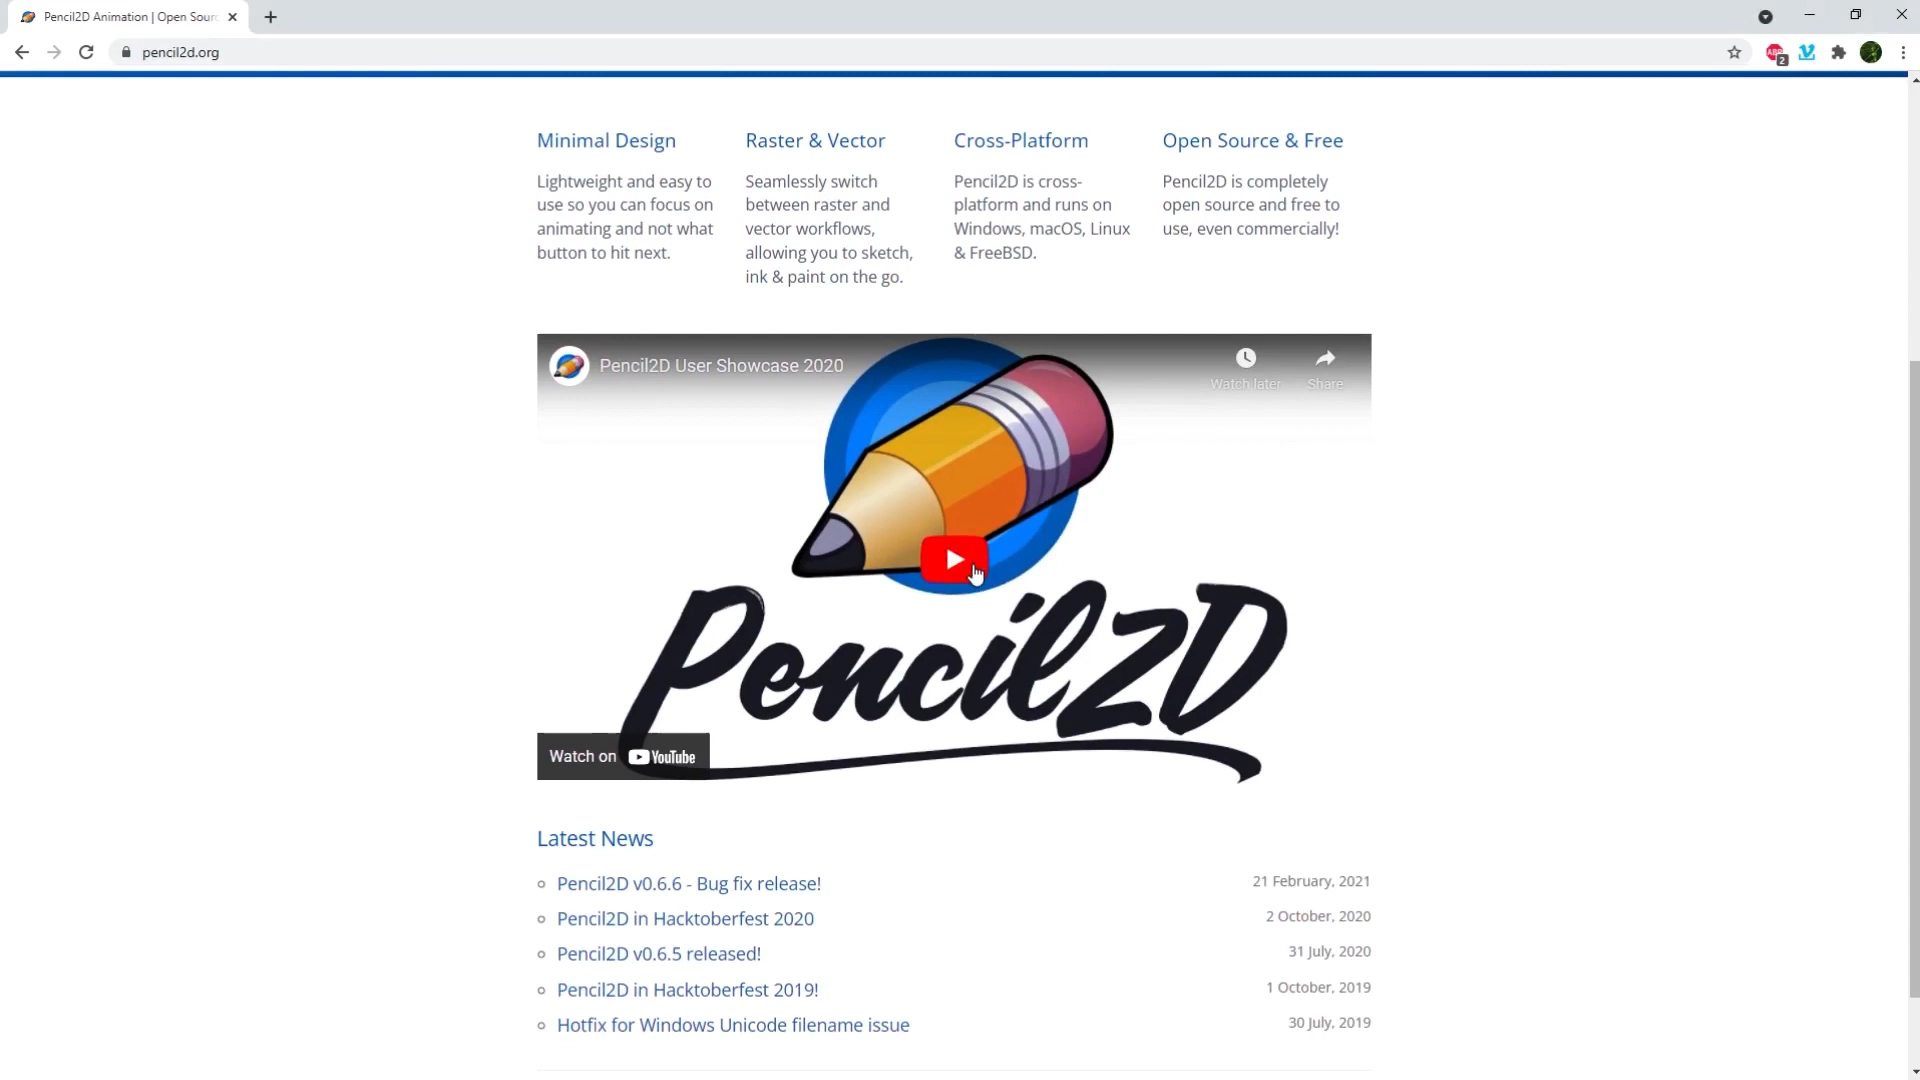 Pencil2D Animation | Open Sour
pencil2d.org
ABP
2
Minimal Design
Lightweight and easy to
use so you can focus on
animating and not what
button to hit next.
Raster & Vector
Seamlessly switch
between raster and
vector workflows,
allowing you to sketch,
ink & paint on the go.
Cross-Platform
Pencil2D is cross-
platform and runs on
Windows, macOS, Linux
& FreeBSD.
Open Source & Free
Pencil2D is completely
open source and free to
use, even commercially!
Pencil2D User Showcase 2020
Watch later
Share
Pencil2D
Watch on YouTube
Latest News
Pencil2D v0.6.6 - Bug fix release! 21 February, 2021
Pencil2D in Hacktoberfest 2020 2 October, 2020
Pencil2D v0.6.5 released! 31 July, 2020
Pencil2D in Hacktoberfest 2019! 1 October, 2019
Hotfix for Windows Unicode filename issue 30 July, 2019